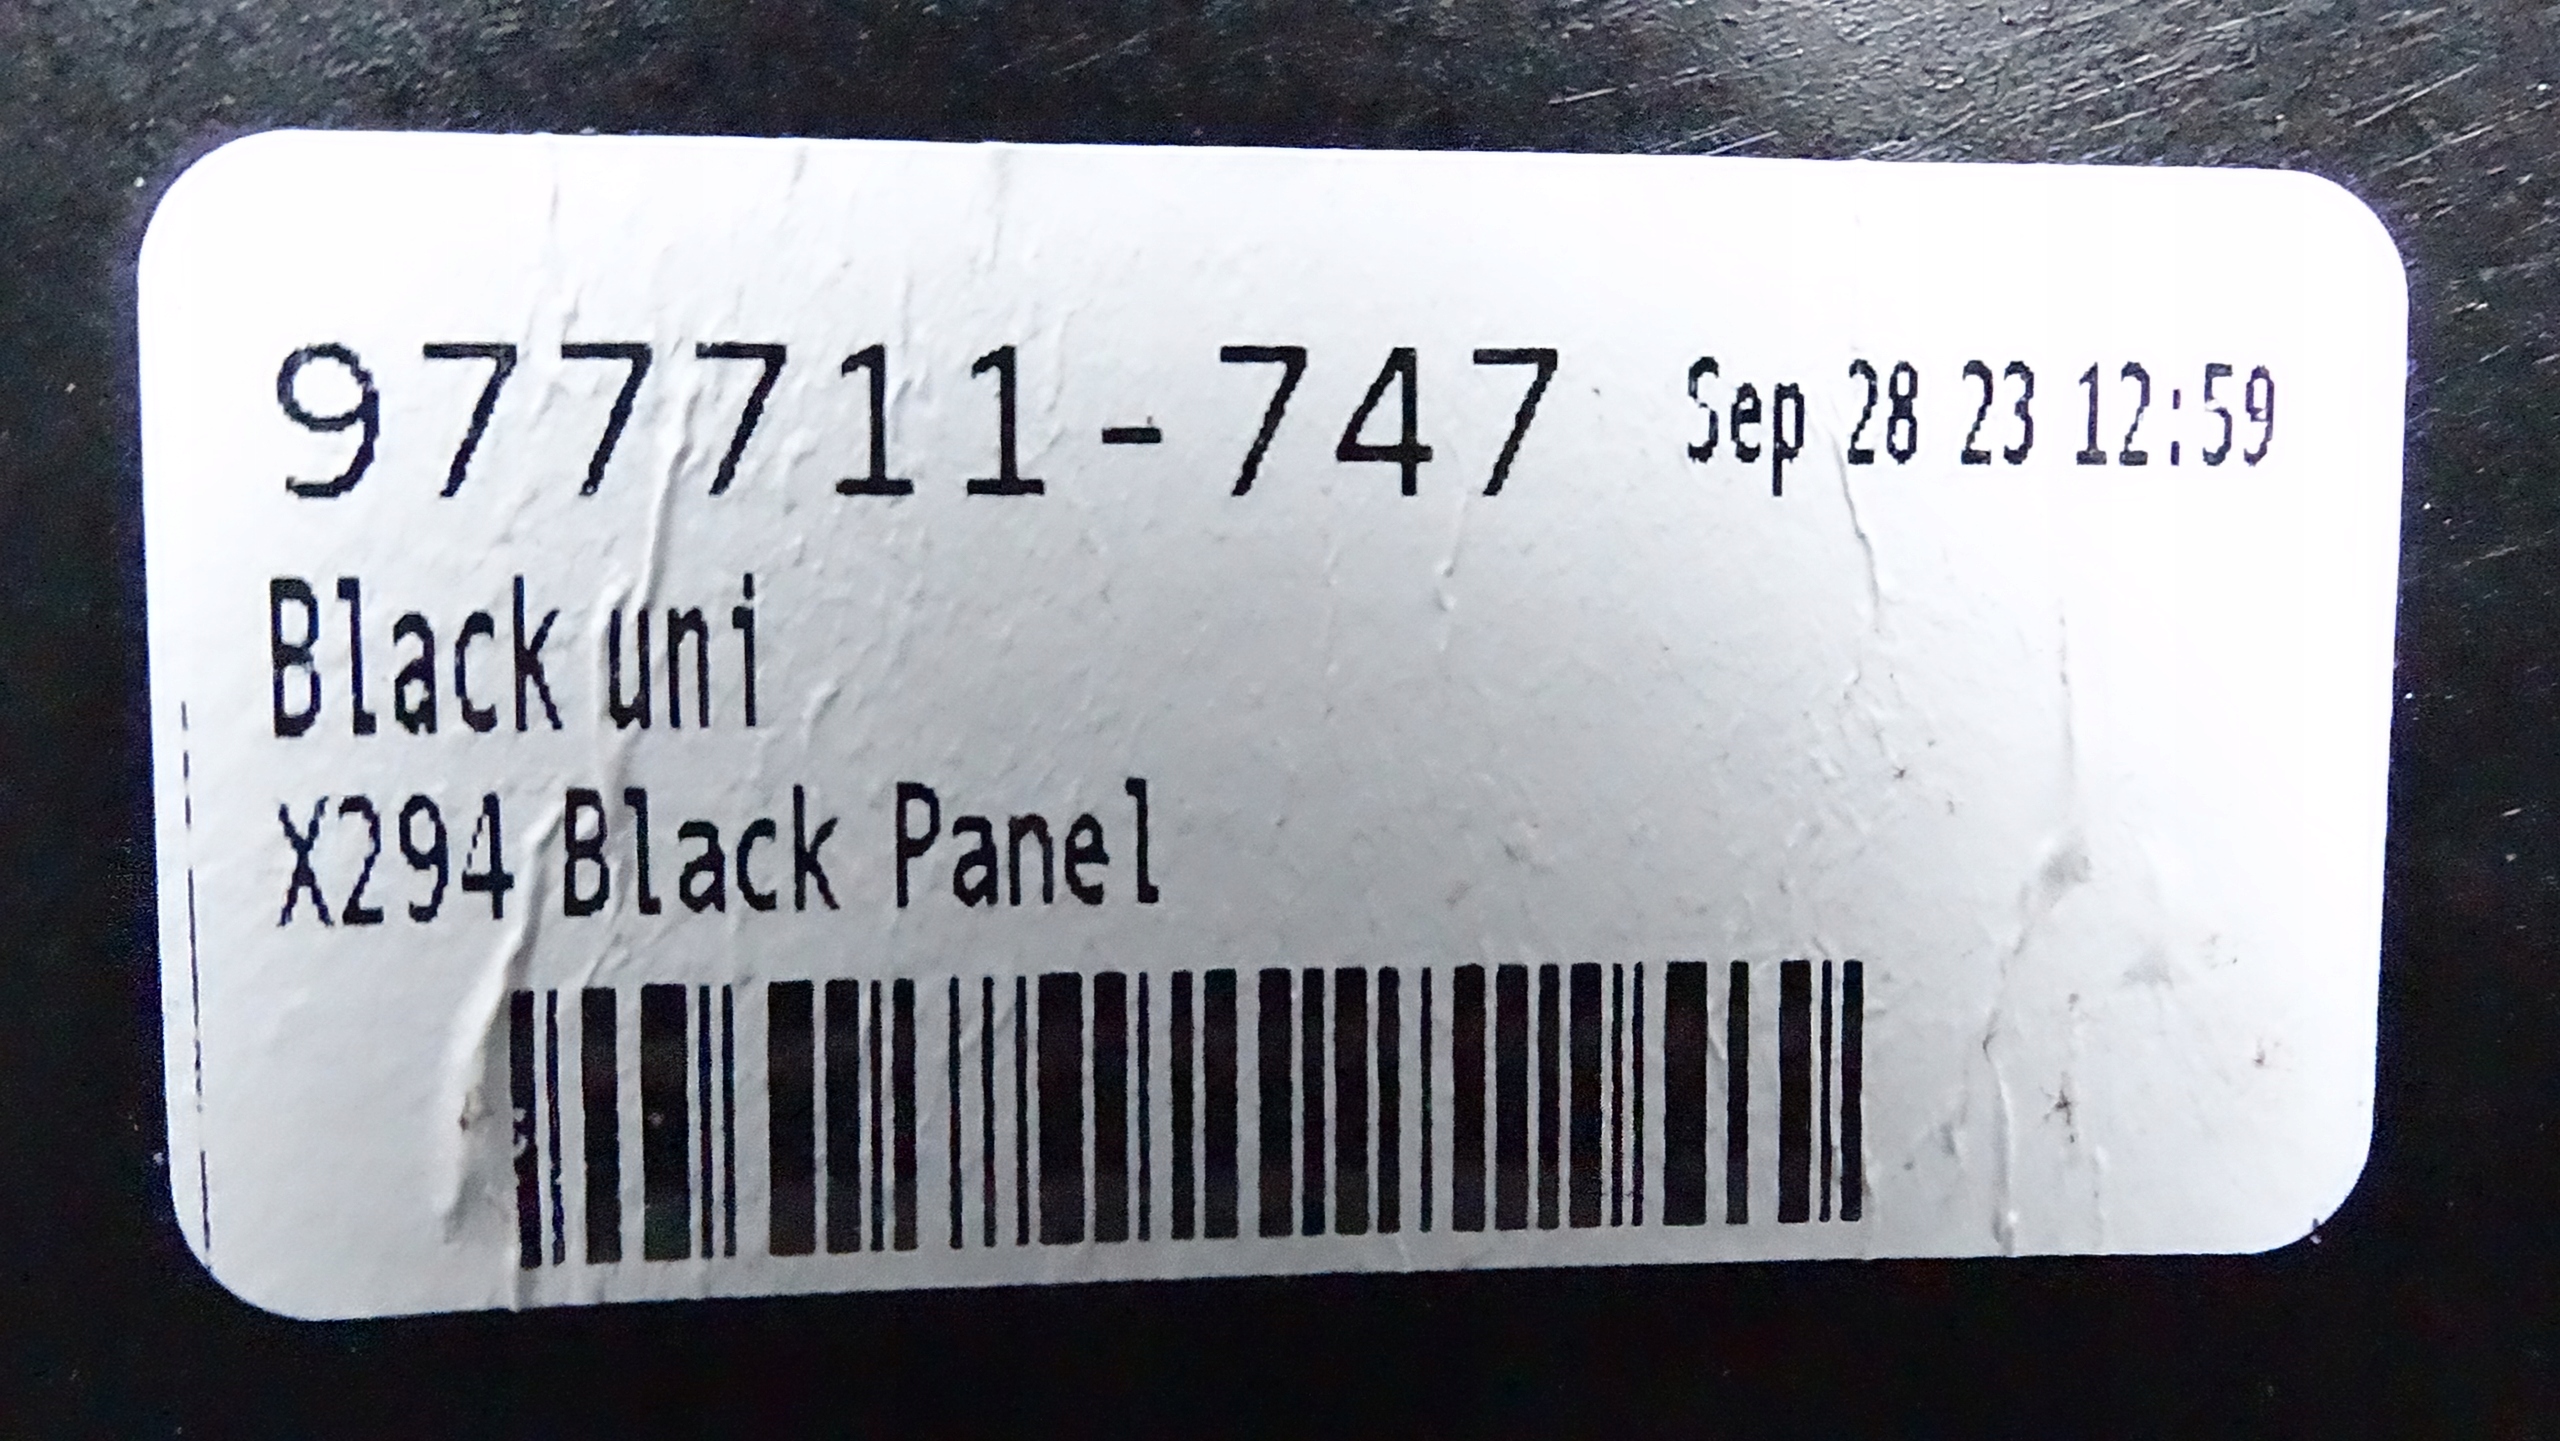 977711-747 Sep 28 23 12:59
Black uni
X294 Black Panel